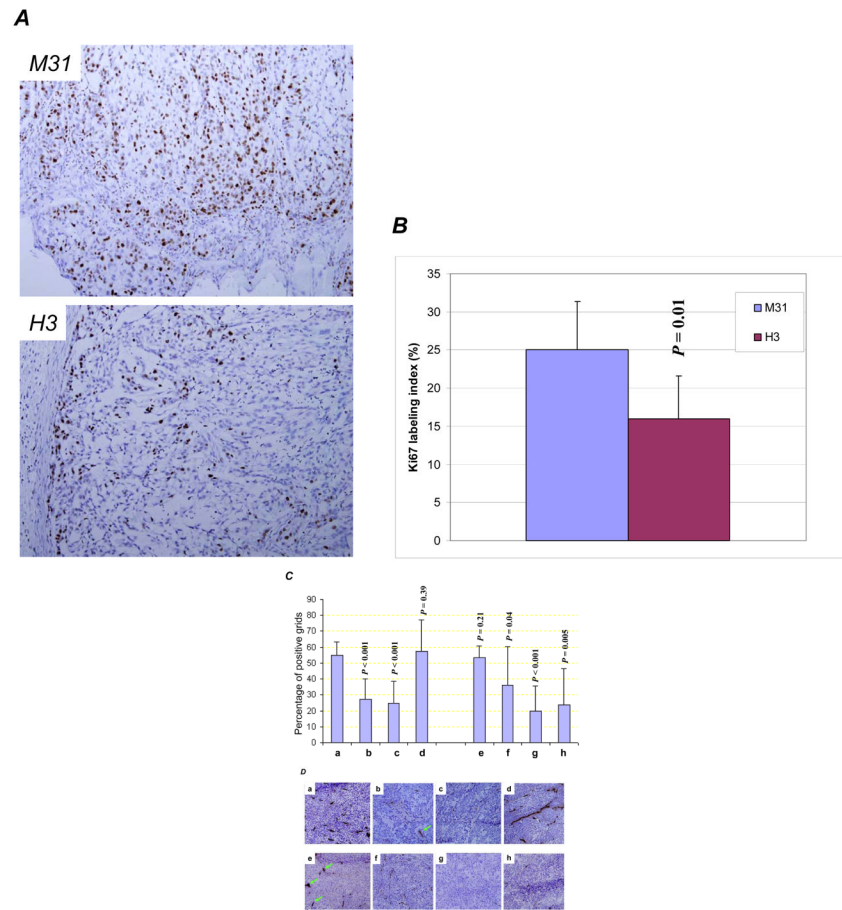 A
M31
H3
B
35
30
25
20
15
10
5
0
Ki67 labeling index (%)
P = 0.01
M31
H3
C
90
80
70
60
50
40
30
20
10
0
Percentage of positive grids
P < 0.001
P < 0.001
P = 0.39
P = 0.21
P = 0.04
P < 0.001
P = 0.005
a b c d e f g h
D
a b c d
e f g h